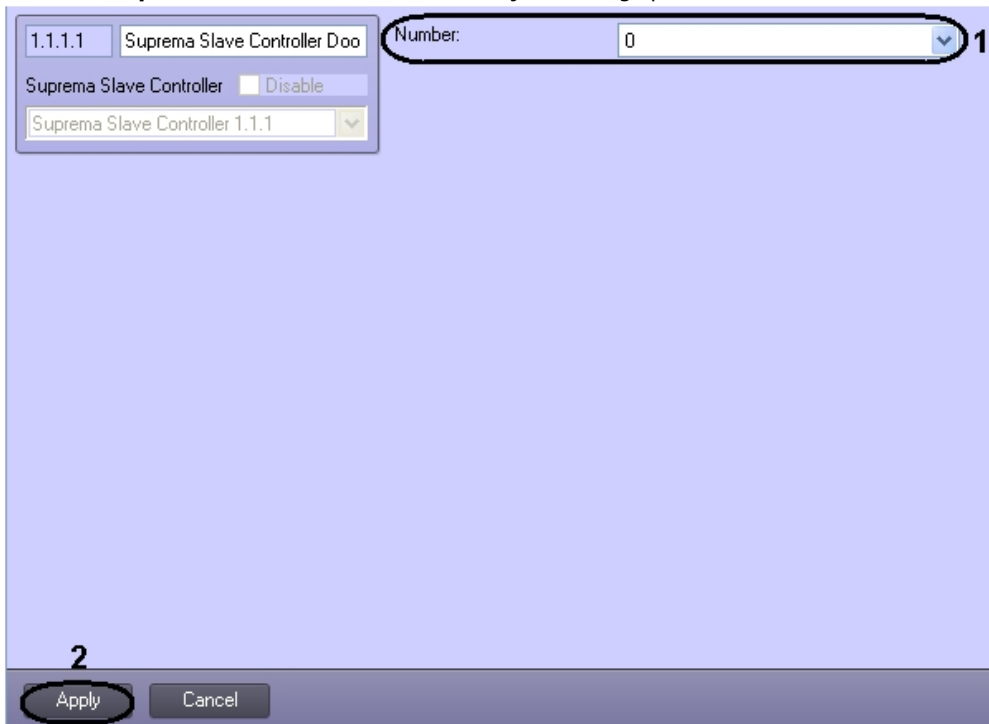 1.1.1.1 Suprema Slave Controller Doo Number: 0 1
Suprema Slave Controller Disable
Suprema Slave Controller 1.1.1
2
Apply Cancel